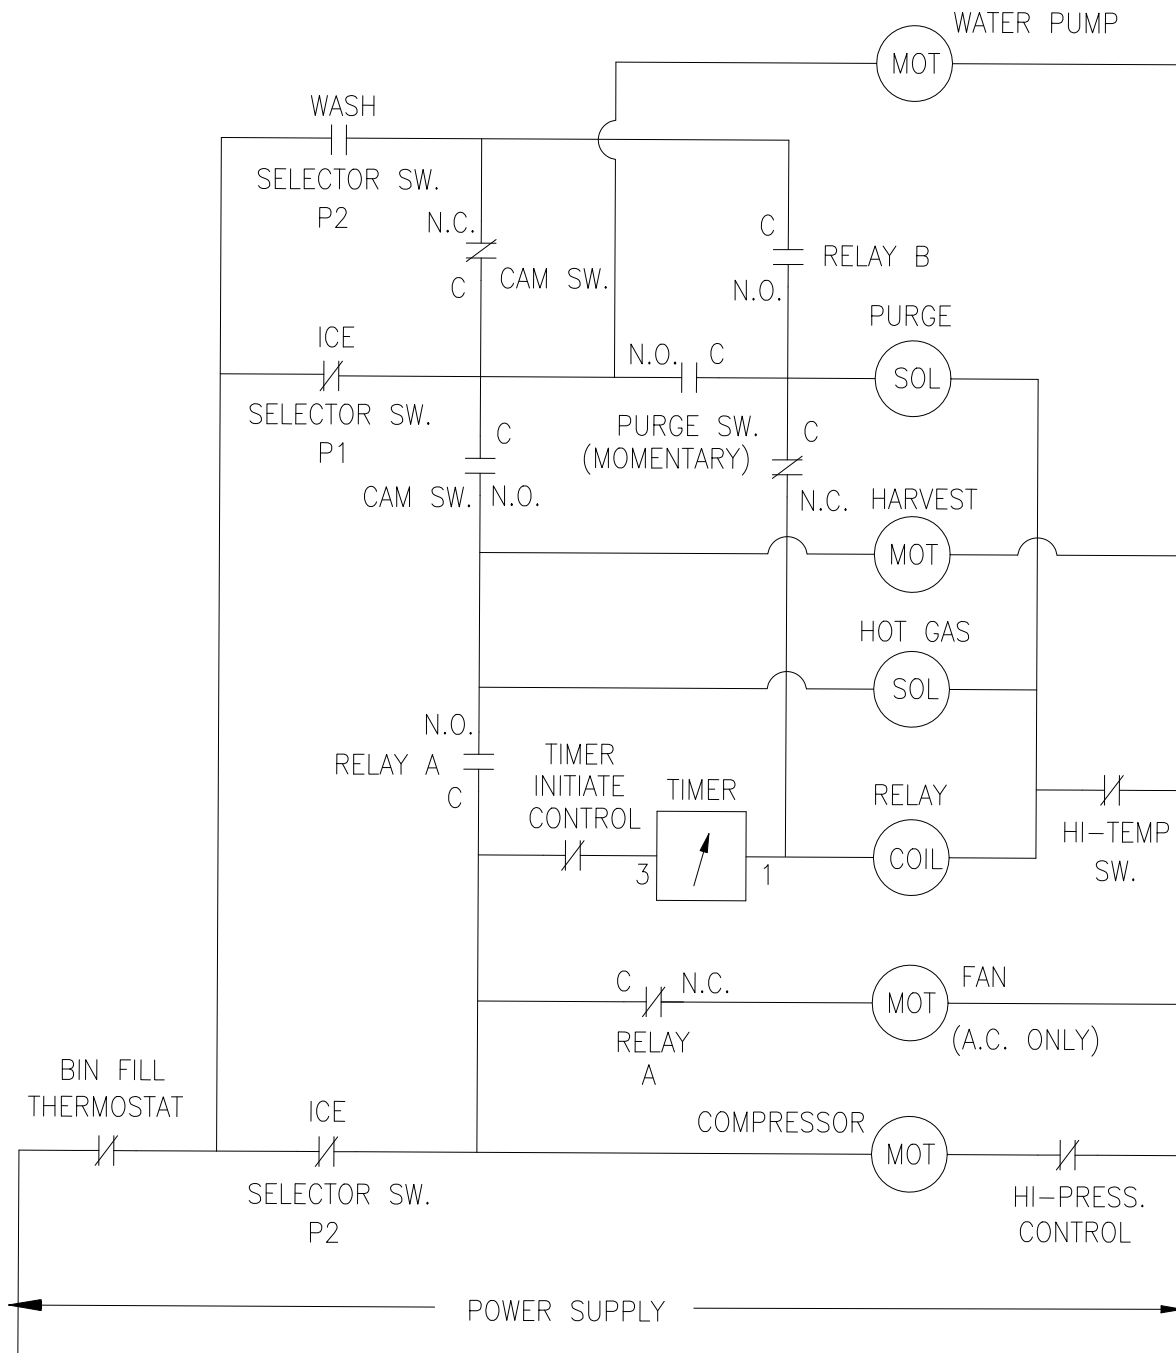 WATER PUMP
MOT
WASH
SELECTOR SW.
P2
N.C.
C
CAM SW.
C
RELAY B
N.O.
PURGE
SOL
ICE
SELECTOR SW.
P1
N.O. C
PURGE SW.
(MOMENTARY)
C
N.C.
C
CAM SW. N.O.
HARVEST
MOT
HOT GAS
SOL
N.O.
RELAY A
C
TIMER
INITIATE
CONTROL
TIMER
3
1
RELAY
COIL
HI-TEMP
SW.
C N.C.
RELAY
A
MOT
FAN
(A.C. ONLY)
BIN FILL
THERMOSTAT
ICE
SELECTOR SW.
P2
COMPRESSOR
MOT
HI-PRESS.
CONTROL
POWER SUPPLY